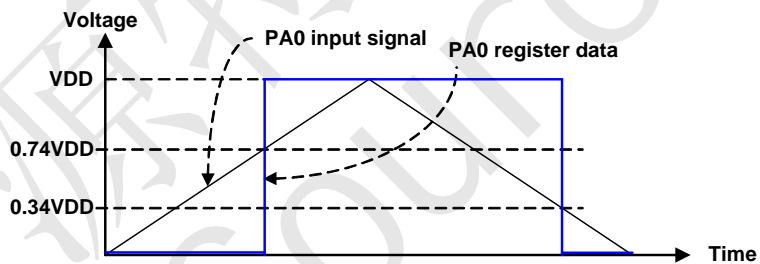 Voltage
PA0 input signal
PA0 register data
VDD
0.74VDD
0.34VDD
Time